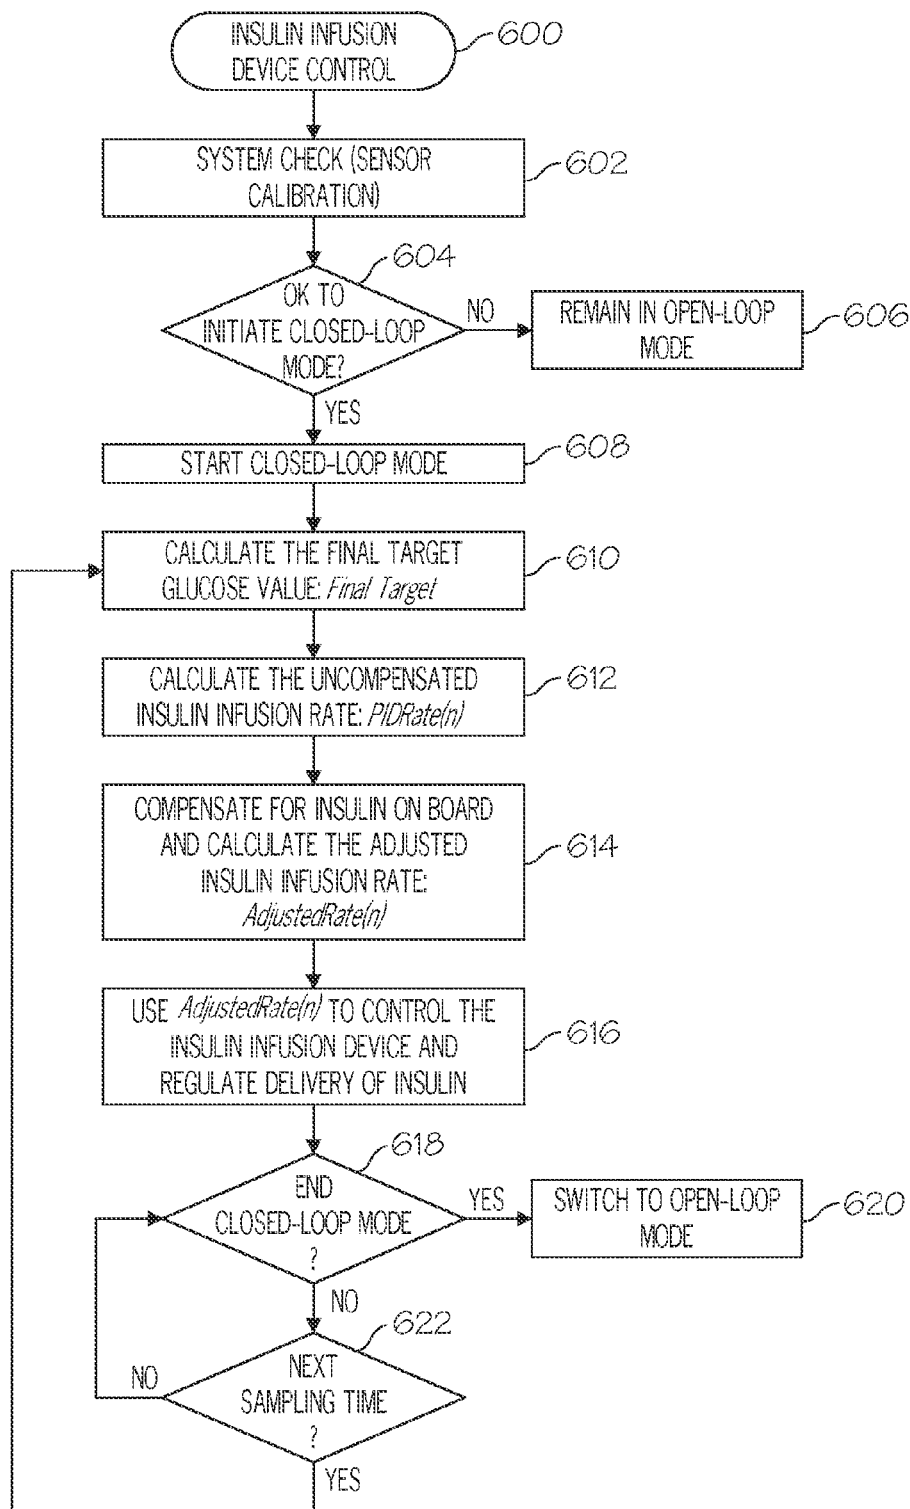 INSULIN INFUSION
DEVICE CONTROL
600
SYSTEM CHECK (SENSOR
CALIBRATION)
602
604
OK TO
INITIATE CLOSED-LOOP
MODE?
NO
REMAIN IN OPEN-LOOP
MODE
606
YES
START CLOSED-LOOP MODE
608
CALCULATE THE FINAL TARGET
GLUCOSE VALUE: Final Target
610
CALCULATE THE UNCOMPENSATED
INSULIN INFUSION RATE: PIDRate(n)
612
COMPENSATE FOR INSULIN ON BOARD
AND CALCULATE THE ADJUSTED
INSULIN INFUSION RATE:
AdjustedRate(n)
614
USE AdjustedRate(n) TO CONTROL THE
INSULIN INFUSION DEVICE AND
REGULATE DELIVERY OF INSULIN
616
618
END
CLOSED-LOOP MODE
?
YES
SWITCH TO OPEN-LOOP
MODE
620
NO
622
NEXT
SAMPLING TIME
?
NO
YES